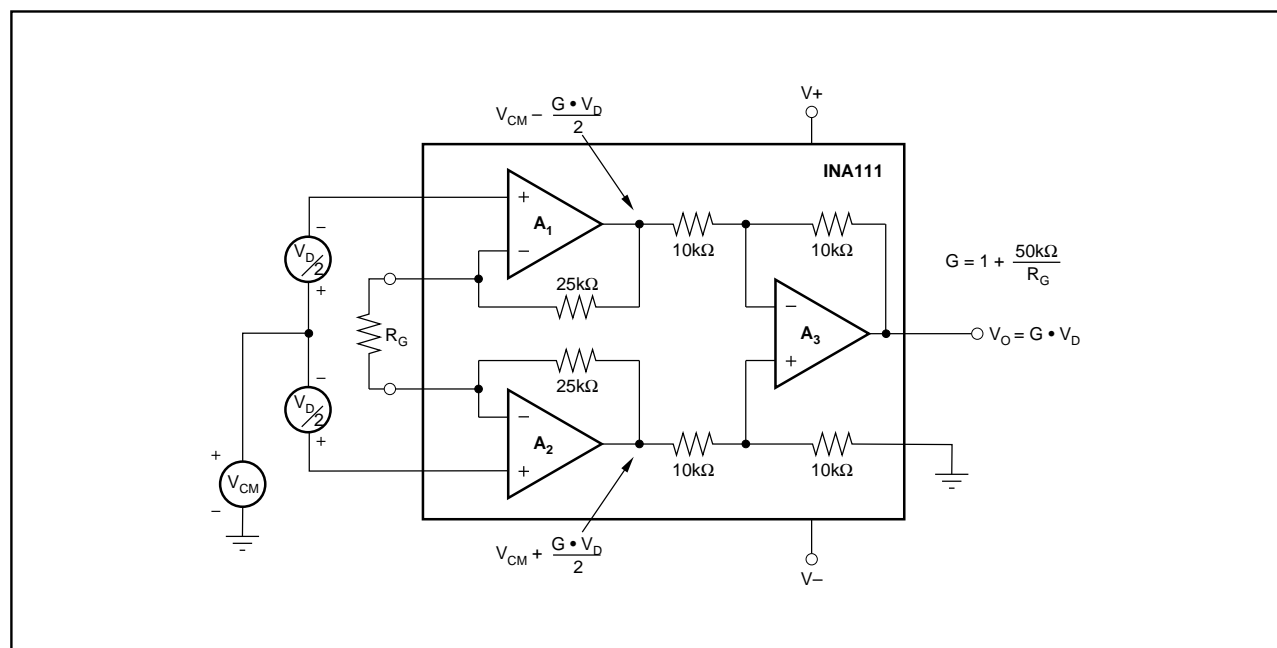 V+
V_CM – G • V_D
2
INA111
+
A₁
–
10kΩ
10kΩ
G = 1 + 50kΩ
R_G
–
V_D/2
+
25kΩ
R_G
–
A₃
+
V_O = G • V_D
–
V_D/2
+
25kΩ
–
A₂
+
10kΩ
10kΩ
+
V_CM
–
V_CM + G • V_D
2
V–